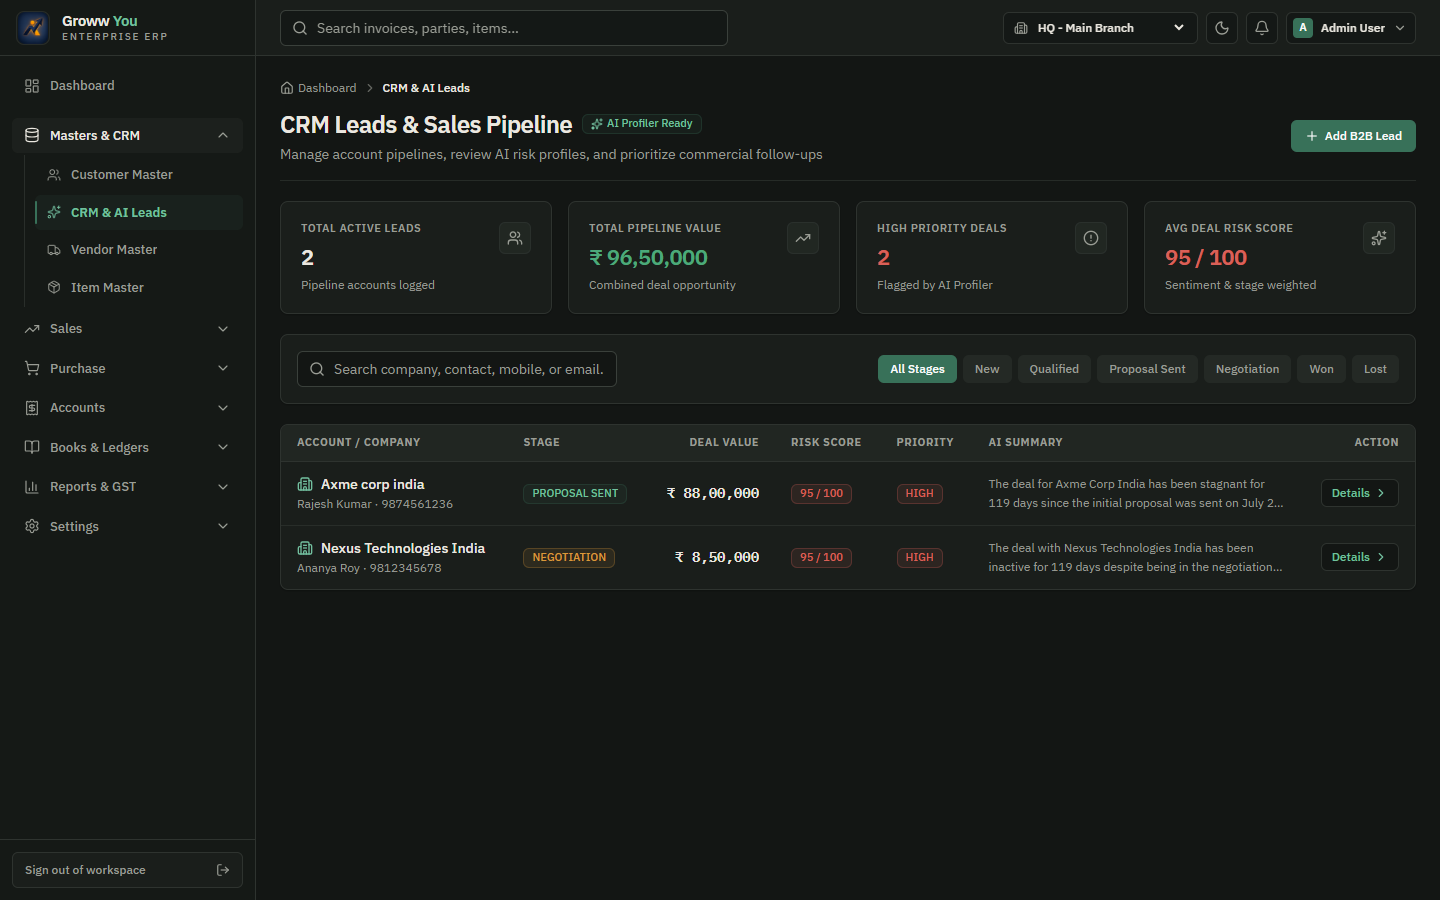 Groww You
ENTERPRISE ERP
Search invoices, parties, items...
HQ - Main Branch
A
Admin User
Dashboard
Masters & CRM
Customer Master
CRM & AI Leads
Vendor Master
Item Master
Sales
Purchase
Accounts
Books & Ledgers
Reports & GST
Settings
Sign out of workspace
Dashboard > CRM & AI Leads
CRM Leads & Sales Pipeline
AI Profiler Ready
Manage account pipelines, review AI risk profiles, and prioritize commercial follow-ups
+ Add B2B Lead
TOTAL ACTIVE LEADS
2
Pipeline accounts logged
TOTAL PIPELINE VALUE
₹ 96,50,000
Combined deal opportunity
HIGH PRIORITY DEALS
2
Flagged by AI Profiler
AVG DEAL RISK SCORE
95 / 100
Sentiment & stage weighted
Search company, contact, mobile, or email.
All Stages
New
Qualified
Proposal Sent
Negotiation
Won
Lost
ACCOUNT / COMPANY STAGE DEAL VALUE RISK SCORE PRIORITY AI SUMMARY ACTION
Axme corp india
Rajesh Kumar · 9874561236
PROPOSAL SENT
₹ 88,00,000
95 / 100
HIGH
The deal for Axme Corp India has been stagnant for
119 days since the initial proposal was sent on July 2...
Details >
Nexus Technologies India
Ananya Roy · 9812345678
NEGOTIATION
₹ 8,50,000
95 / 100
HIGH
The deal with Nexus Technologies India has been
inactive for 119 days despite being in the negotiation...
Details >